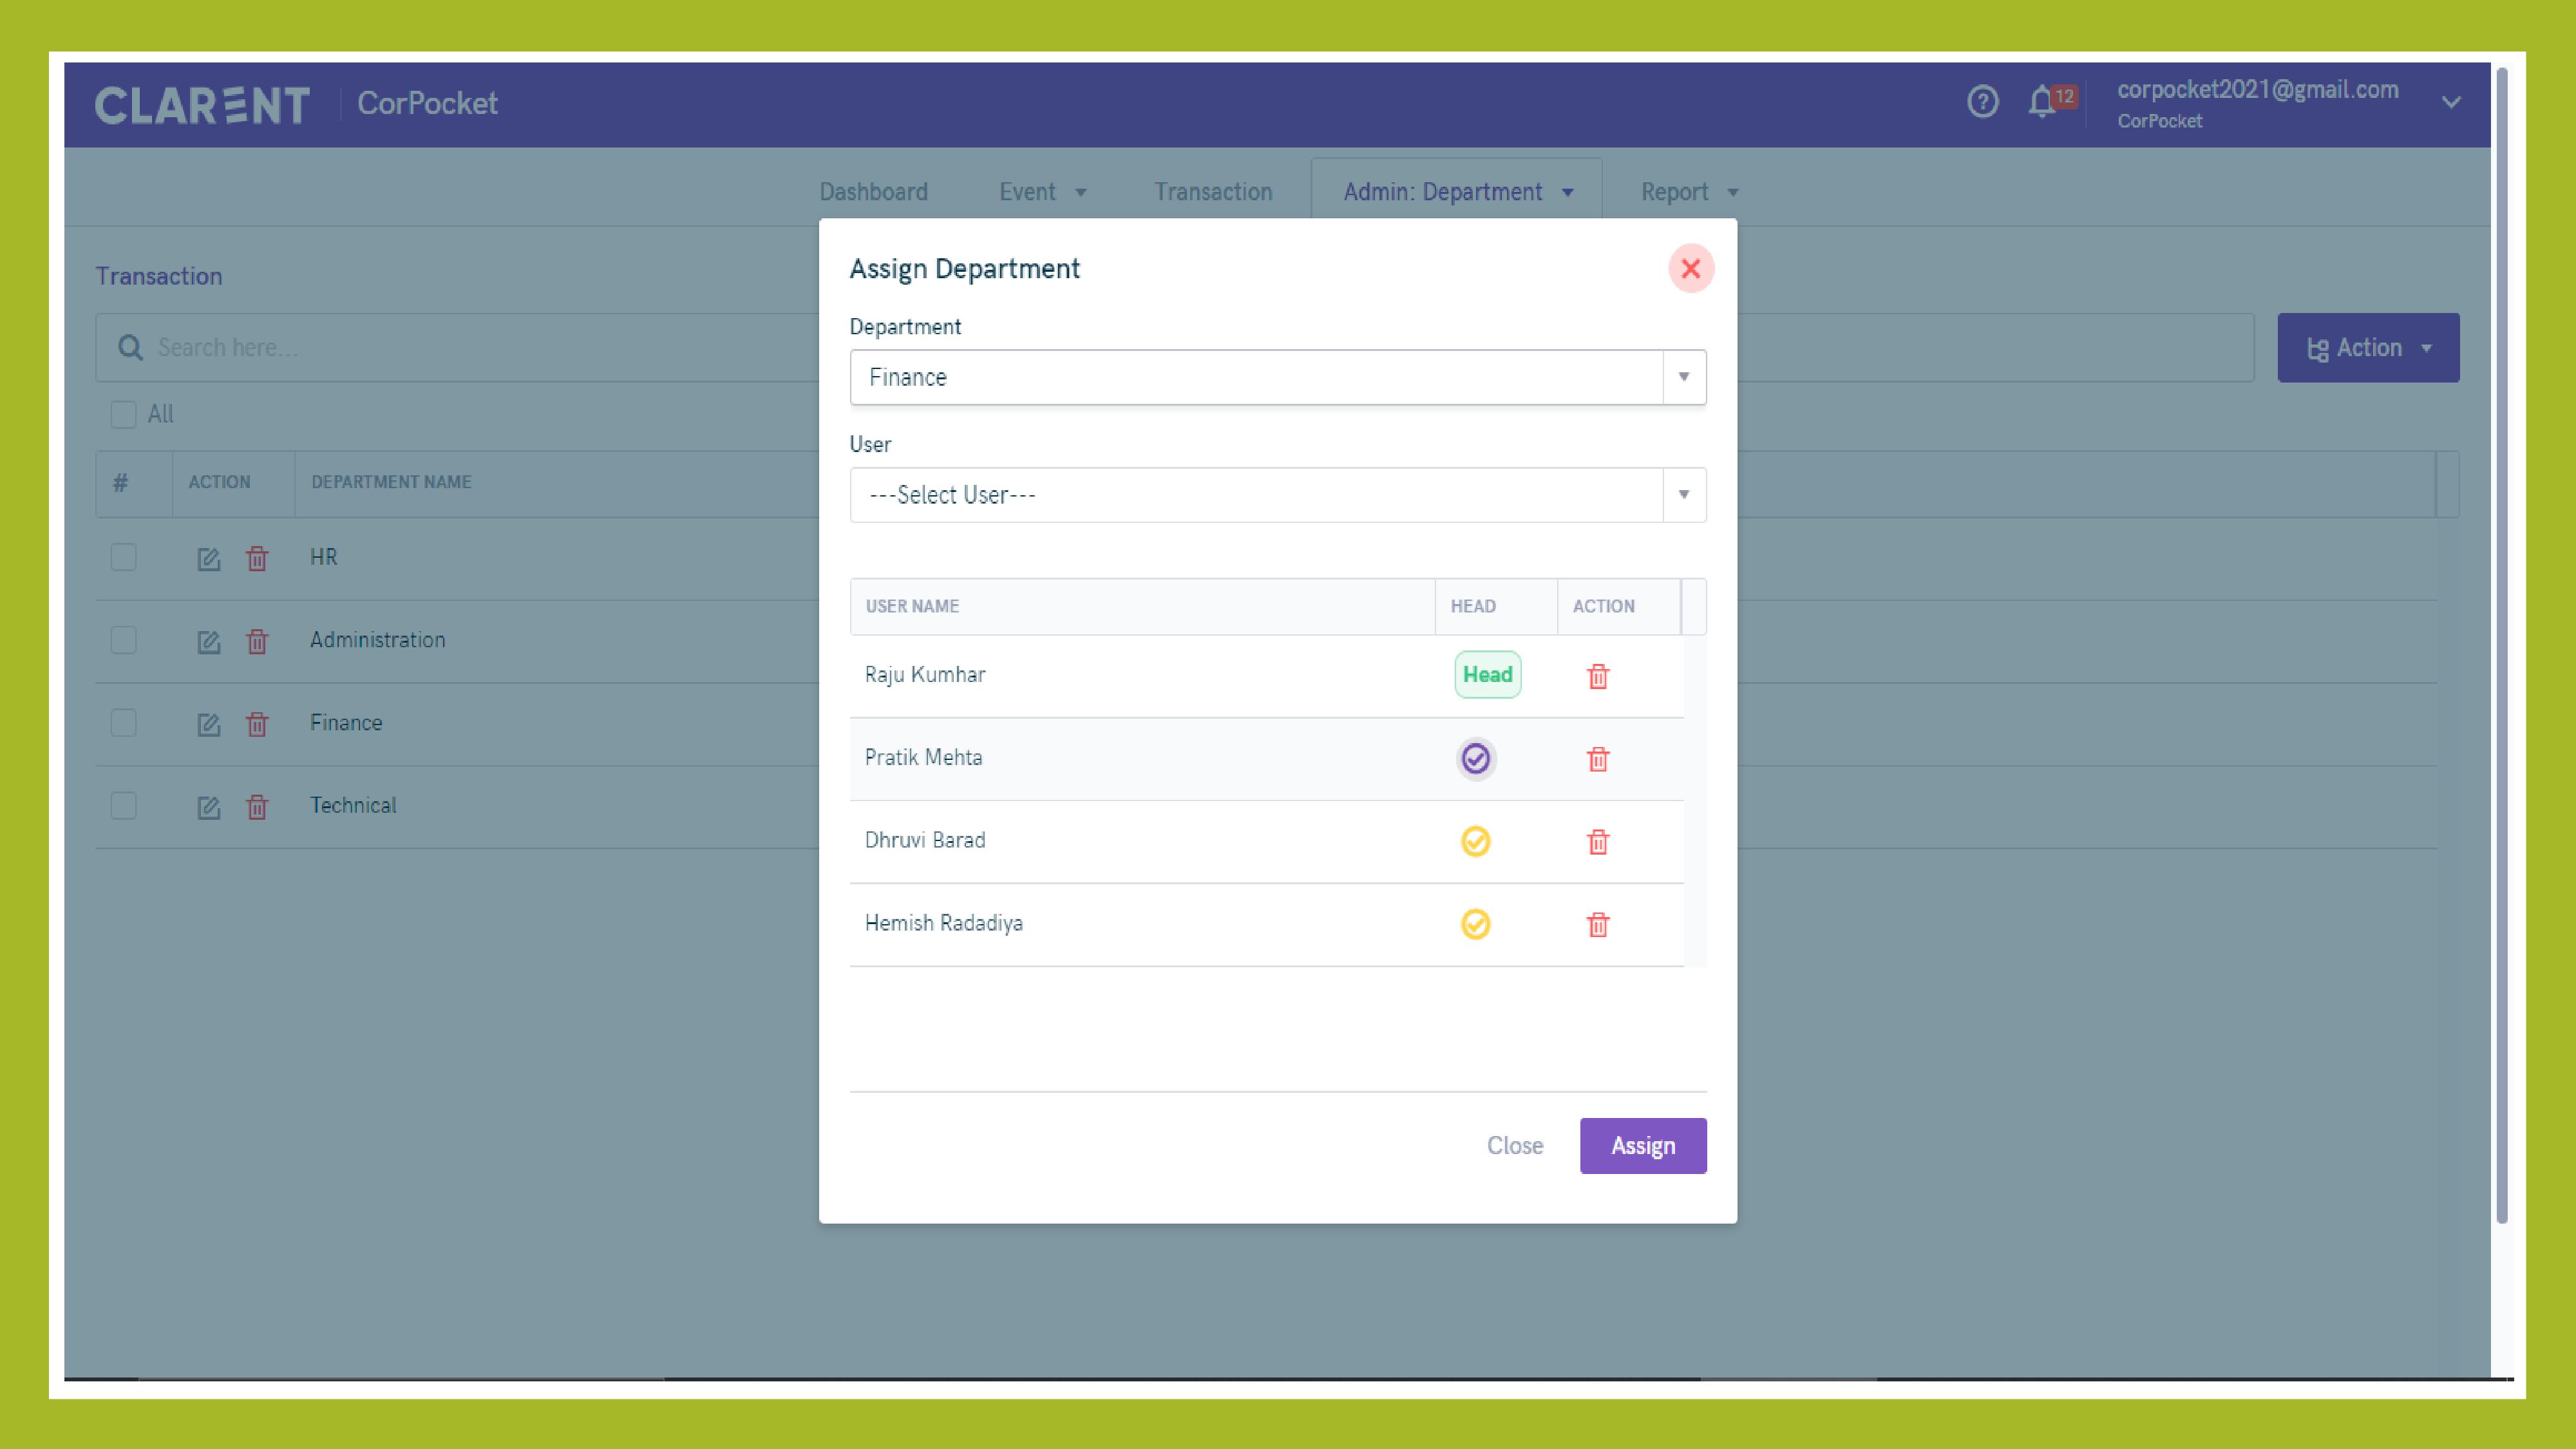 CLARENT CorPocket
12
corpocket2021@gmail.com
CorPocket
Dashboard Event Transaction Admin: Department Report
Transaction
Search here...
Action
All
# ACTION DEPARTMENT NAME
HR
Administration
Finance
Technical
Assign Department
Department
Finance
User
---Select User---
USER NAME HEAD ACTION
Raju Kumhar Head
Pratik Mehta
Dhruvi Barad
Hemish Radadiya
Close Assign